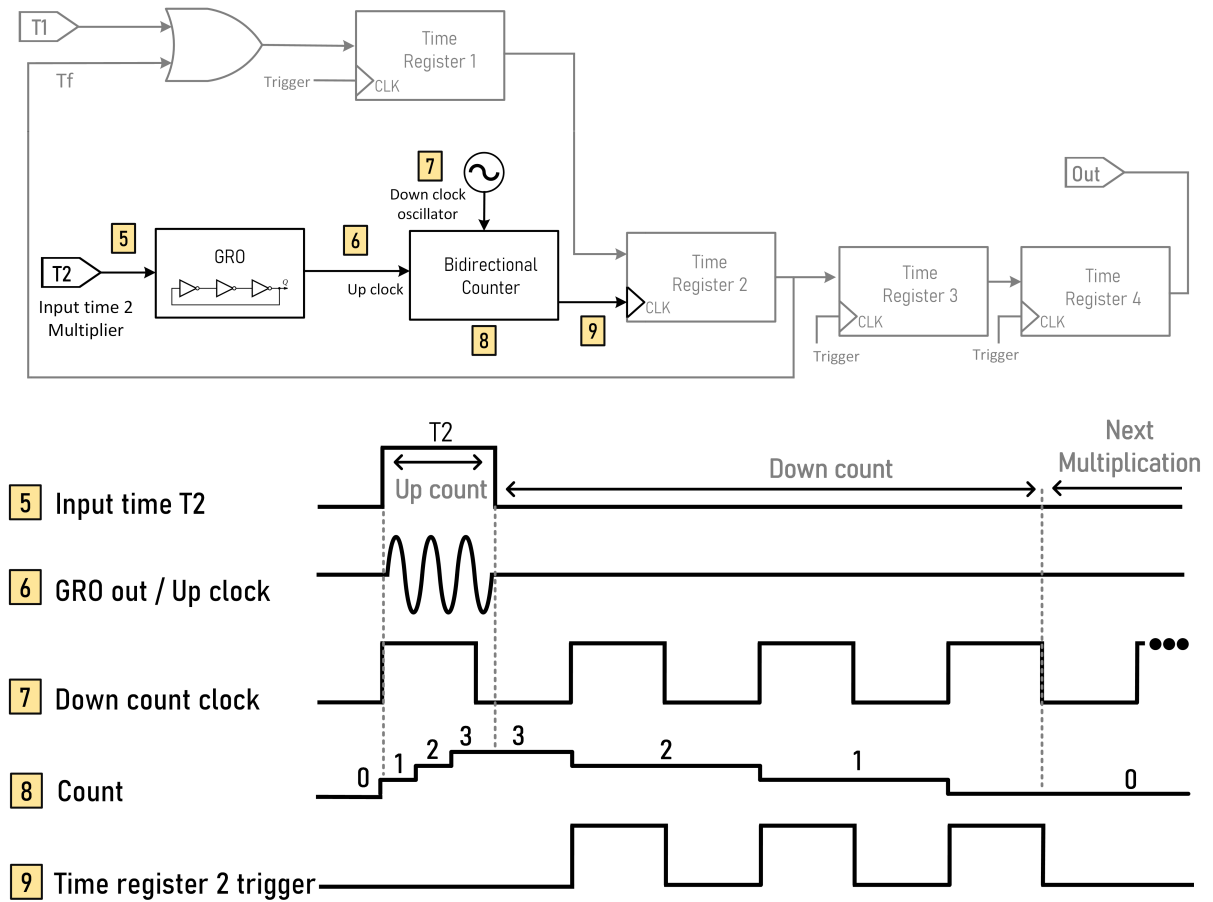 T1
Tf
Time
Register 1
Trigger
CLK
7
Down clock
oscillator
Out
5
6
T2
GRO
Q
Up clock
Bidirectional
Counter
Time
Register 2
CLK
Time
Register 3
CLK
Time
Register 4
CLK
Input time 2
Multiplier
8
9
Trigger
Trigger
T2
Up count
Down count
Next
Multiplication
5 Input time T2
6 GRO out / Up clock
7 Down count clock
8 Count
0 1 2 3 3 2 1 0
9 Time register 2 trigger